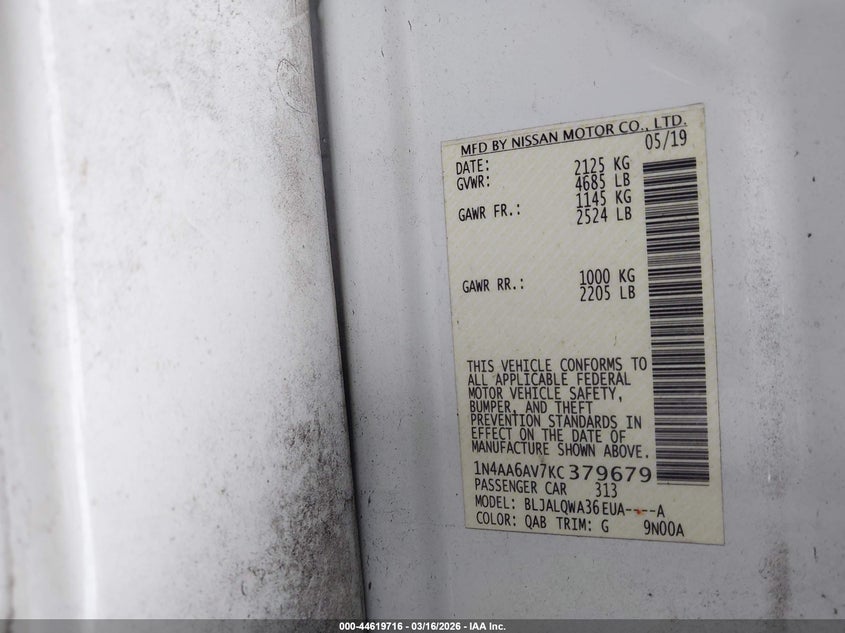 MFD BY NISSAN MOTOR CO., LTD.
DATE: 05/19
GVWR: 2125 KG
4685 LB
GAWR FR.: 1145 KG
2524 LB
GAWR RR.: 1000 KG
2205 LB
THIS VEHICLE CONFORMS TO
ALL APPLICABLE FEDERAL
MOTOR VEHICLE SAFETY,
BUMPER, AND THEFT
PREVENTION STANDARDS IN
EFFECT ON THE DATE OF
MANUFACTURE SHOWN ABOVE.
1N4AA6AV7KC379679
PASSENGER CAR 313
MODEL: BLJALQWA36EUA----A
COLOR: QAB TRIM: G 9N00A
000-44619716 - 03/16/2026 - IAA Inc.